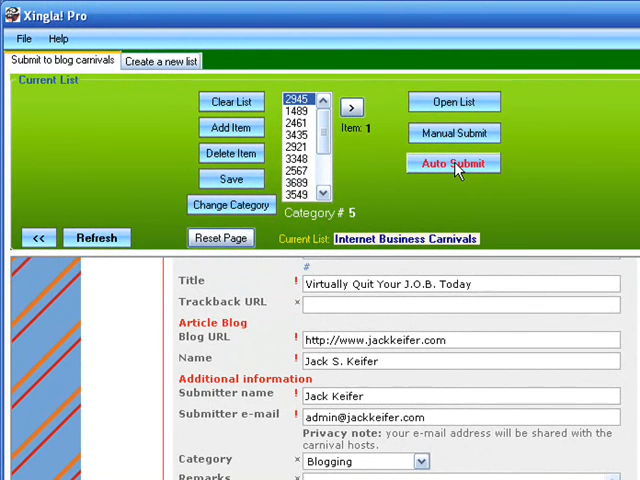 Xingla! Pro
File Help
Submit to blog carnivals Create a new list
Current List
Clear List
Add Item
Delete Item
Save
Change Category
2945
1489
2461
3435
2921
3348
2567
3689
3549
>
Item: 1
Category # 5
Open List
Manual Submit
Auto Submit
<< Refresh Reset Page Current List: Internet Business Carnivals
#
Title ! Virtually Quit Your J.O.B. Today
Trackback URL ×
Article Blog
Blog URL ! http://www.jackkeifer.com
Name ! Jack S. Keifer
Additional information
Submitter name ! Jack Keifer
Submitter e-mail ! admin@jackkeifer.com
Privacy note: your e-mail address will be shared with the
carnival hosts.
Category × Blogging
Remarks ×